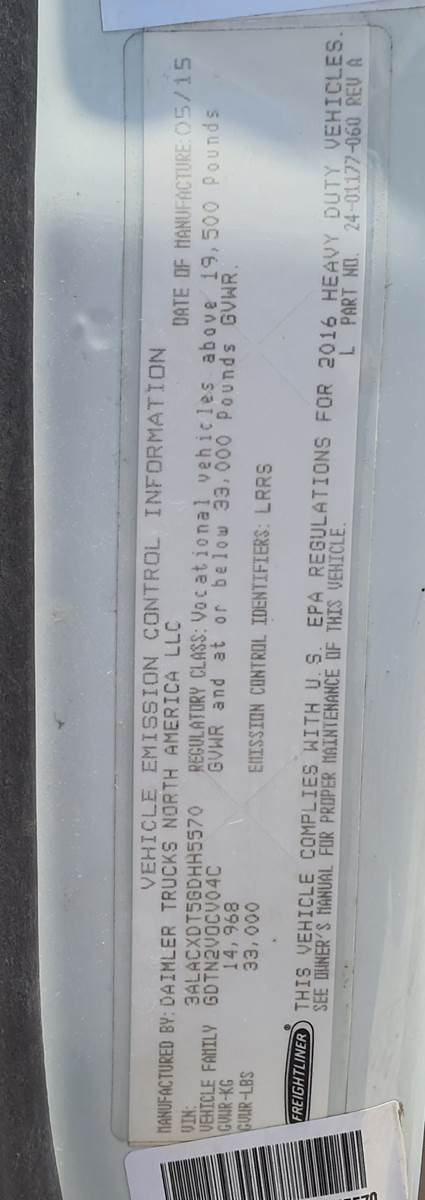 VEHICLE EMISSION CONTROL INFORMATION
MANUFACTURED BY: DAIMLER TRUCKS NORTH AMERICA LLC DATE OF MANUFACTURE: 05/15
VIN: 3ALACXDT5GDHH5570 REGULATORY CLASS: Vocational vehicles above 19,500 Pounds
VEHICLE FAMILY GDTN2VOCV04C GVWR and at or below 33,000 Pounds GVWR.
GVWR-KG 14,968
GVWR-LBS 33,000 EMISSION CONTROL IDENTIFIERS: LRRS
FREIGHTLINER® THIS VEHICLE COMPLIES WITH U.S. EPA REGULATIONS FOR 2016 HEAVY DUTY VEHICLES.
SEE OWNER'S MANUAL FOR PROPER MAINTENANCE OF THIS VEHICLE. L PART NO. 24-01177-060 REV A